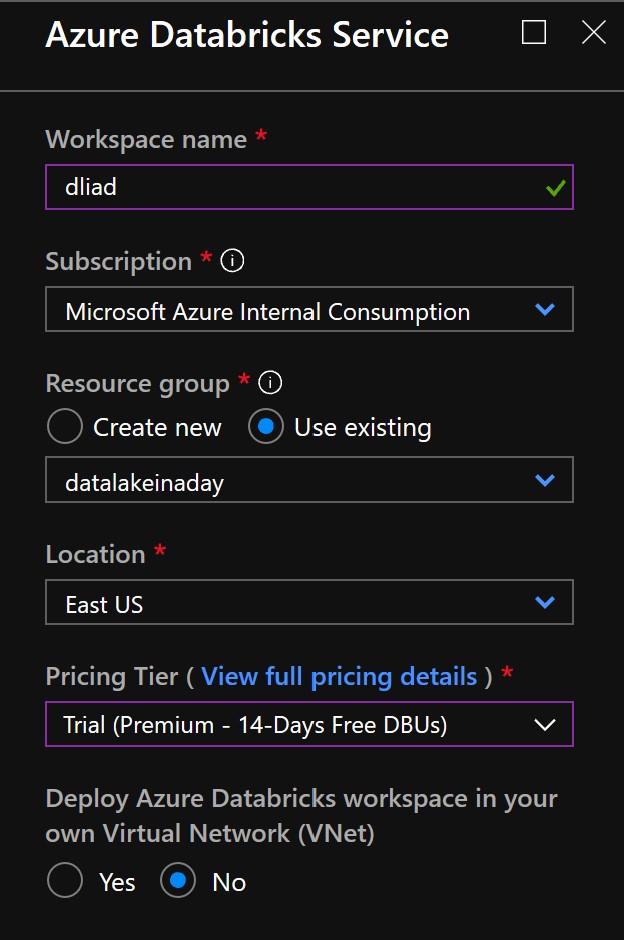 Azure Databricks Service
Workspace name *
dliad
Subscription * i
Microsoft Azure Internal Consumption
Resource group * i
Create new Use existing
datalakeinaday
Location *
East US
Pricing Tier ( View full pricing details ) *
Trial (Premium - 14-Days Free DBUs)
Deploy Azure Databricks workspace in your
own Virtual Network (VNet)
Yes No